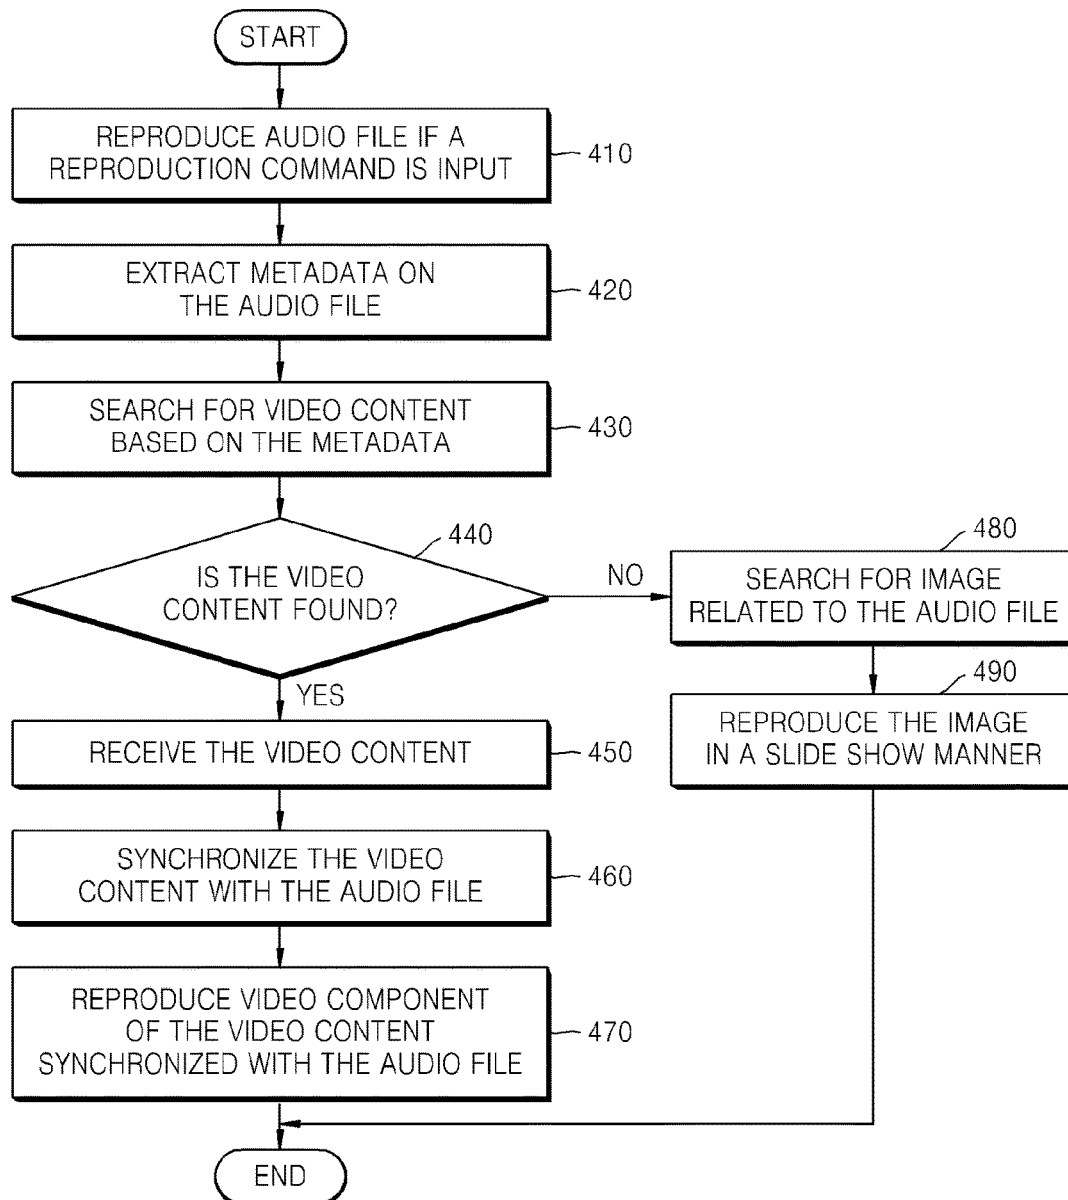 START
REPRODUCE AUDIO FILE IF A
REPRODUCTION COMMAND IS INPUT
410
EXTRACT METADATA ON
THE AUDIO FILE
420
SEARCH FOR VIDEO CONTENT
BASED ON THE METADATA
430
440
IS THE VIDEO
CONTENT FOUND?
NO
YES
480
SEARCH FOR IMAGE
RELATED TO THE AUDIO FILE
490
REPRODUCE THE IMAGE
IN A SLIDE SHOW MANNER
RECEIVE THE VIDEO CONTENT
450
SYNCHRONIZE THE VIDEO
CONTENT WITH THE AUDIO FILE
460
REPRODUCE VIDEO COMPONENT
OF THE VIDEO CONTENT
SYNCHRONIZED WITH THE AUDIO FILE
470
END